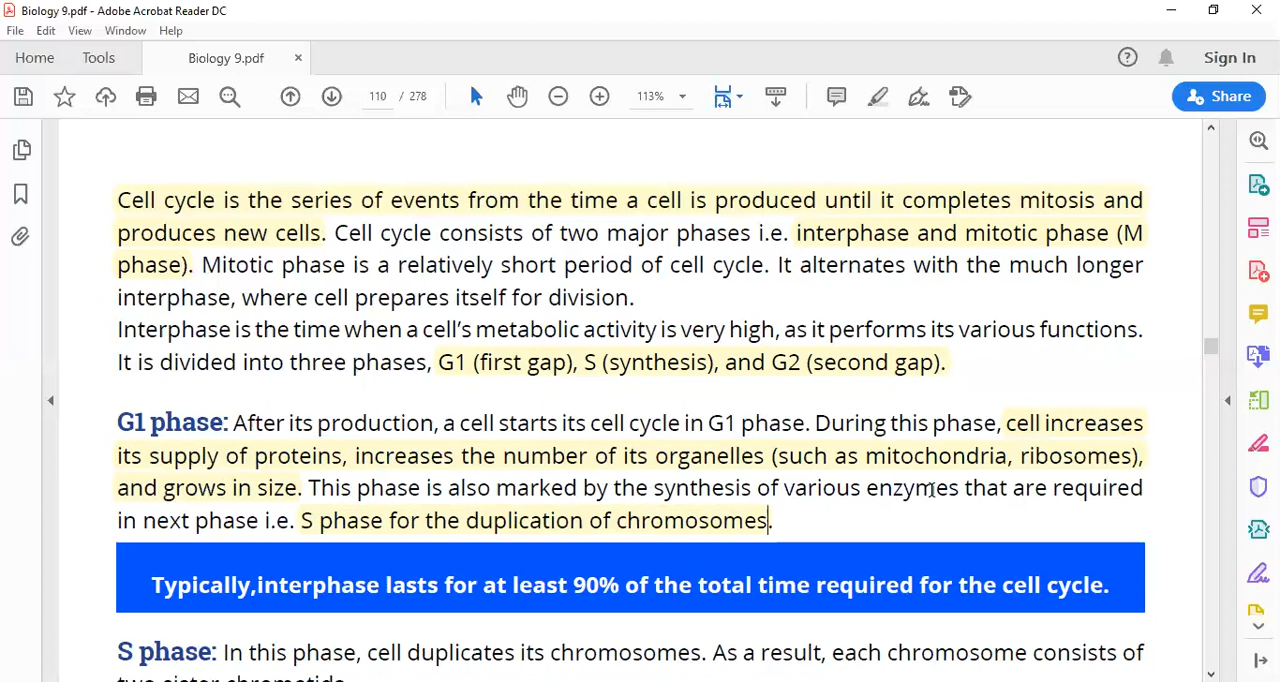 Biology 9.pdf - Adobe Acrobat Reader DC
File Edit View Window Help
Home Tools Biology 9.pdf × Sign In
110 / 278 113% Share
Cell cycle is the series of events from the time a cell is produced until it completes mitosis and
produces new cells. Cell cycle consists of two major phases i.e. interphase and mitotic phase (M
phase). Mitotic phase is a relatively short period of cell cycle. It alternates with the much longer
interphase, where cell prepares itself for division.
Interphase is the time when a cell’s metabolic activity is very high, as it performs its various functions.
It is divided into three phases, G1 (first gap), S (synthesis), and G2 (second gap).
G1 phase: After its production, a cell starts its cell cycle in G1 phase. During this phase, cell increases
its supply of proteins, increases the number of its organelles (such as mitochondria, ribosomes),
and grows in size. This phase is also marked by the synthesis of various enzymes that are required
in next phase i.e. S phase for the duplication of chromosomes.
Typically,interphase lasts for at least 90% of the total time required for the cell cycle.
S phase: In this phase, cell duplicates its chromosomes. As a result, each chromosome consists of
two sister chromatids.